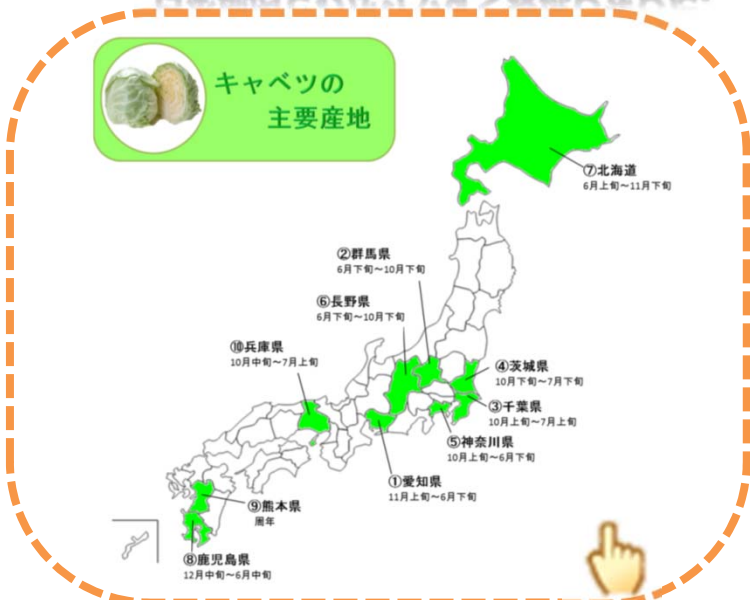 キャベツの
主要産地
⑦北海道
6月上旬～11月下旬
②群馬県
6月下旬～10月下旬
⑥長野県
6月下旬～10月下旬
⑩兵庫県
10月中旬～7月上旬
④茨城県
10月下旬～7月下旬
③千葉県
10月上旬～7月上旬
⑤神奈川県
10月上旬～6月下旬
①愛知県
11月上旬～6月下旬
⑨熊本県
周年
⑧鹿児島県
12月中旬～6月中旬